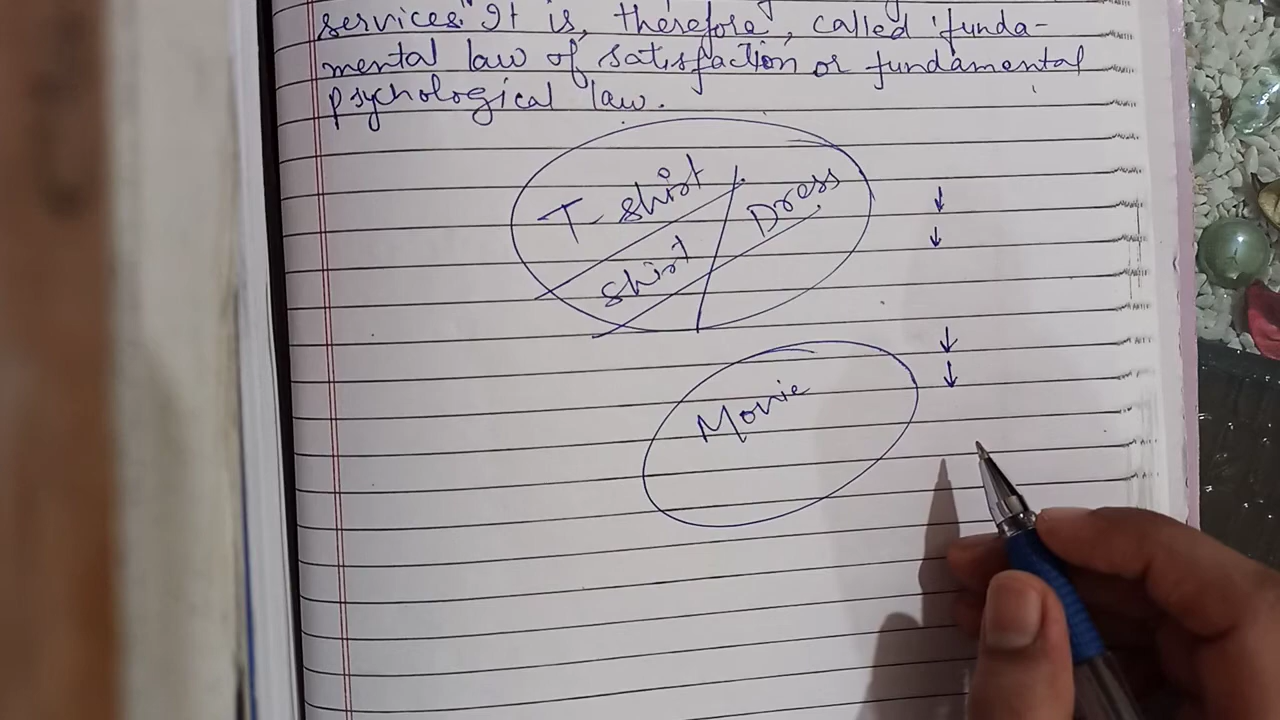 services. It is, therefore, called 'funda-
mental law of satisfaction or fundamental
psychological law.
T shirt
Dress
Shirt
Movie